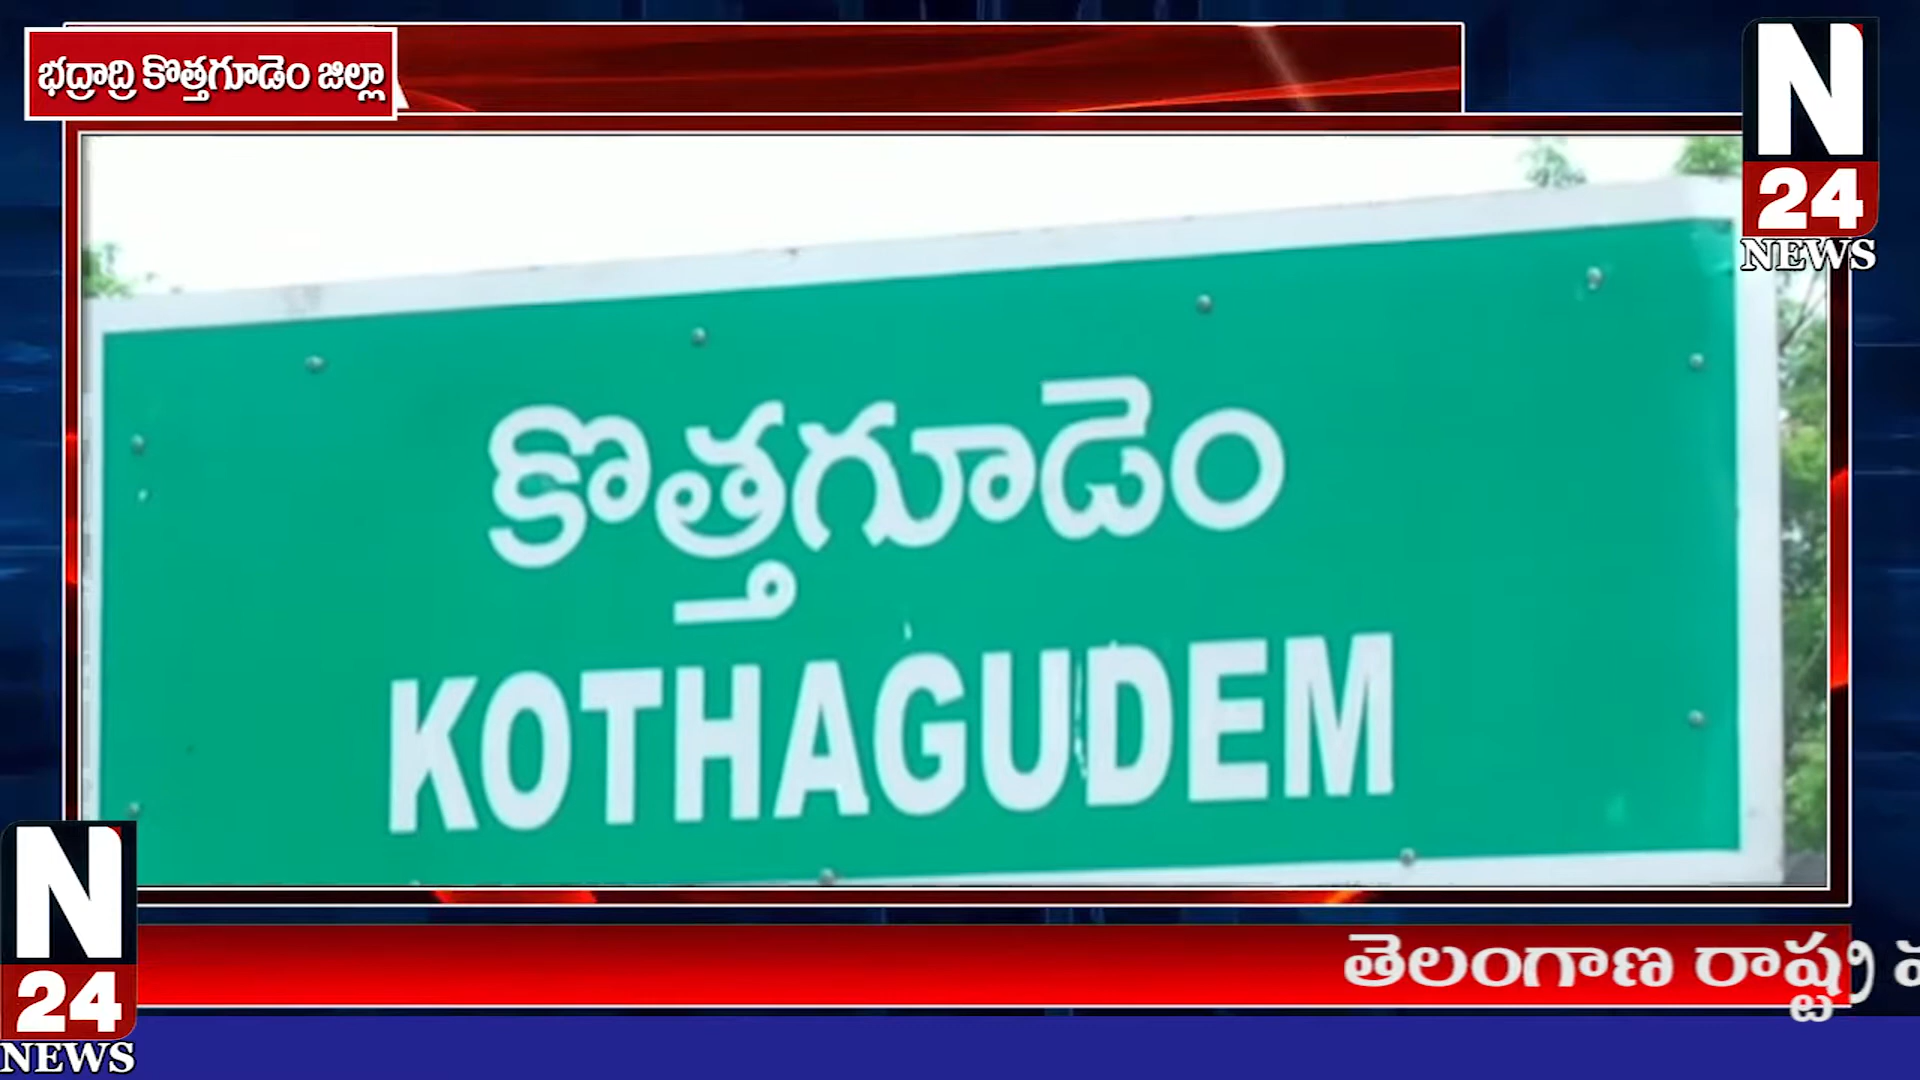 భద్రాద్రి కొత్తగూడెం జిల్లా
N
24
NEWS
కొత్తగూడెం
KOTHAGUDEM
N
24
NEWS
తెలంగాణ రాష్ట్ర